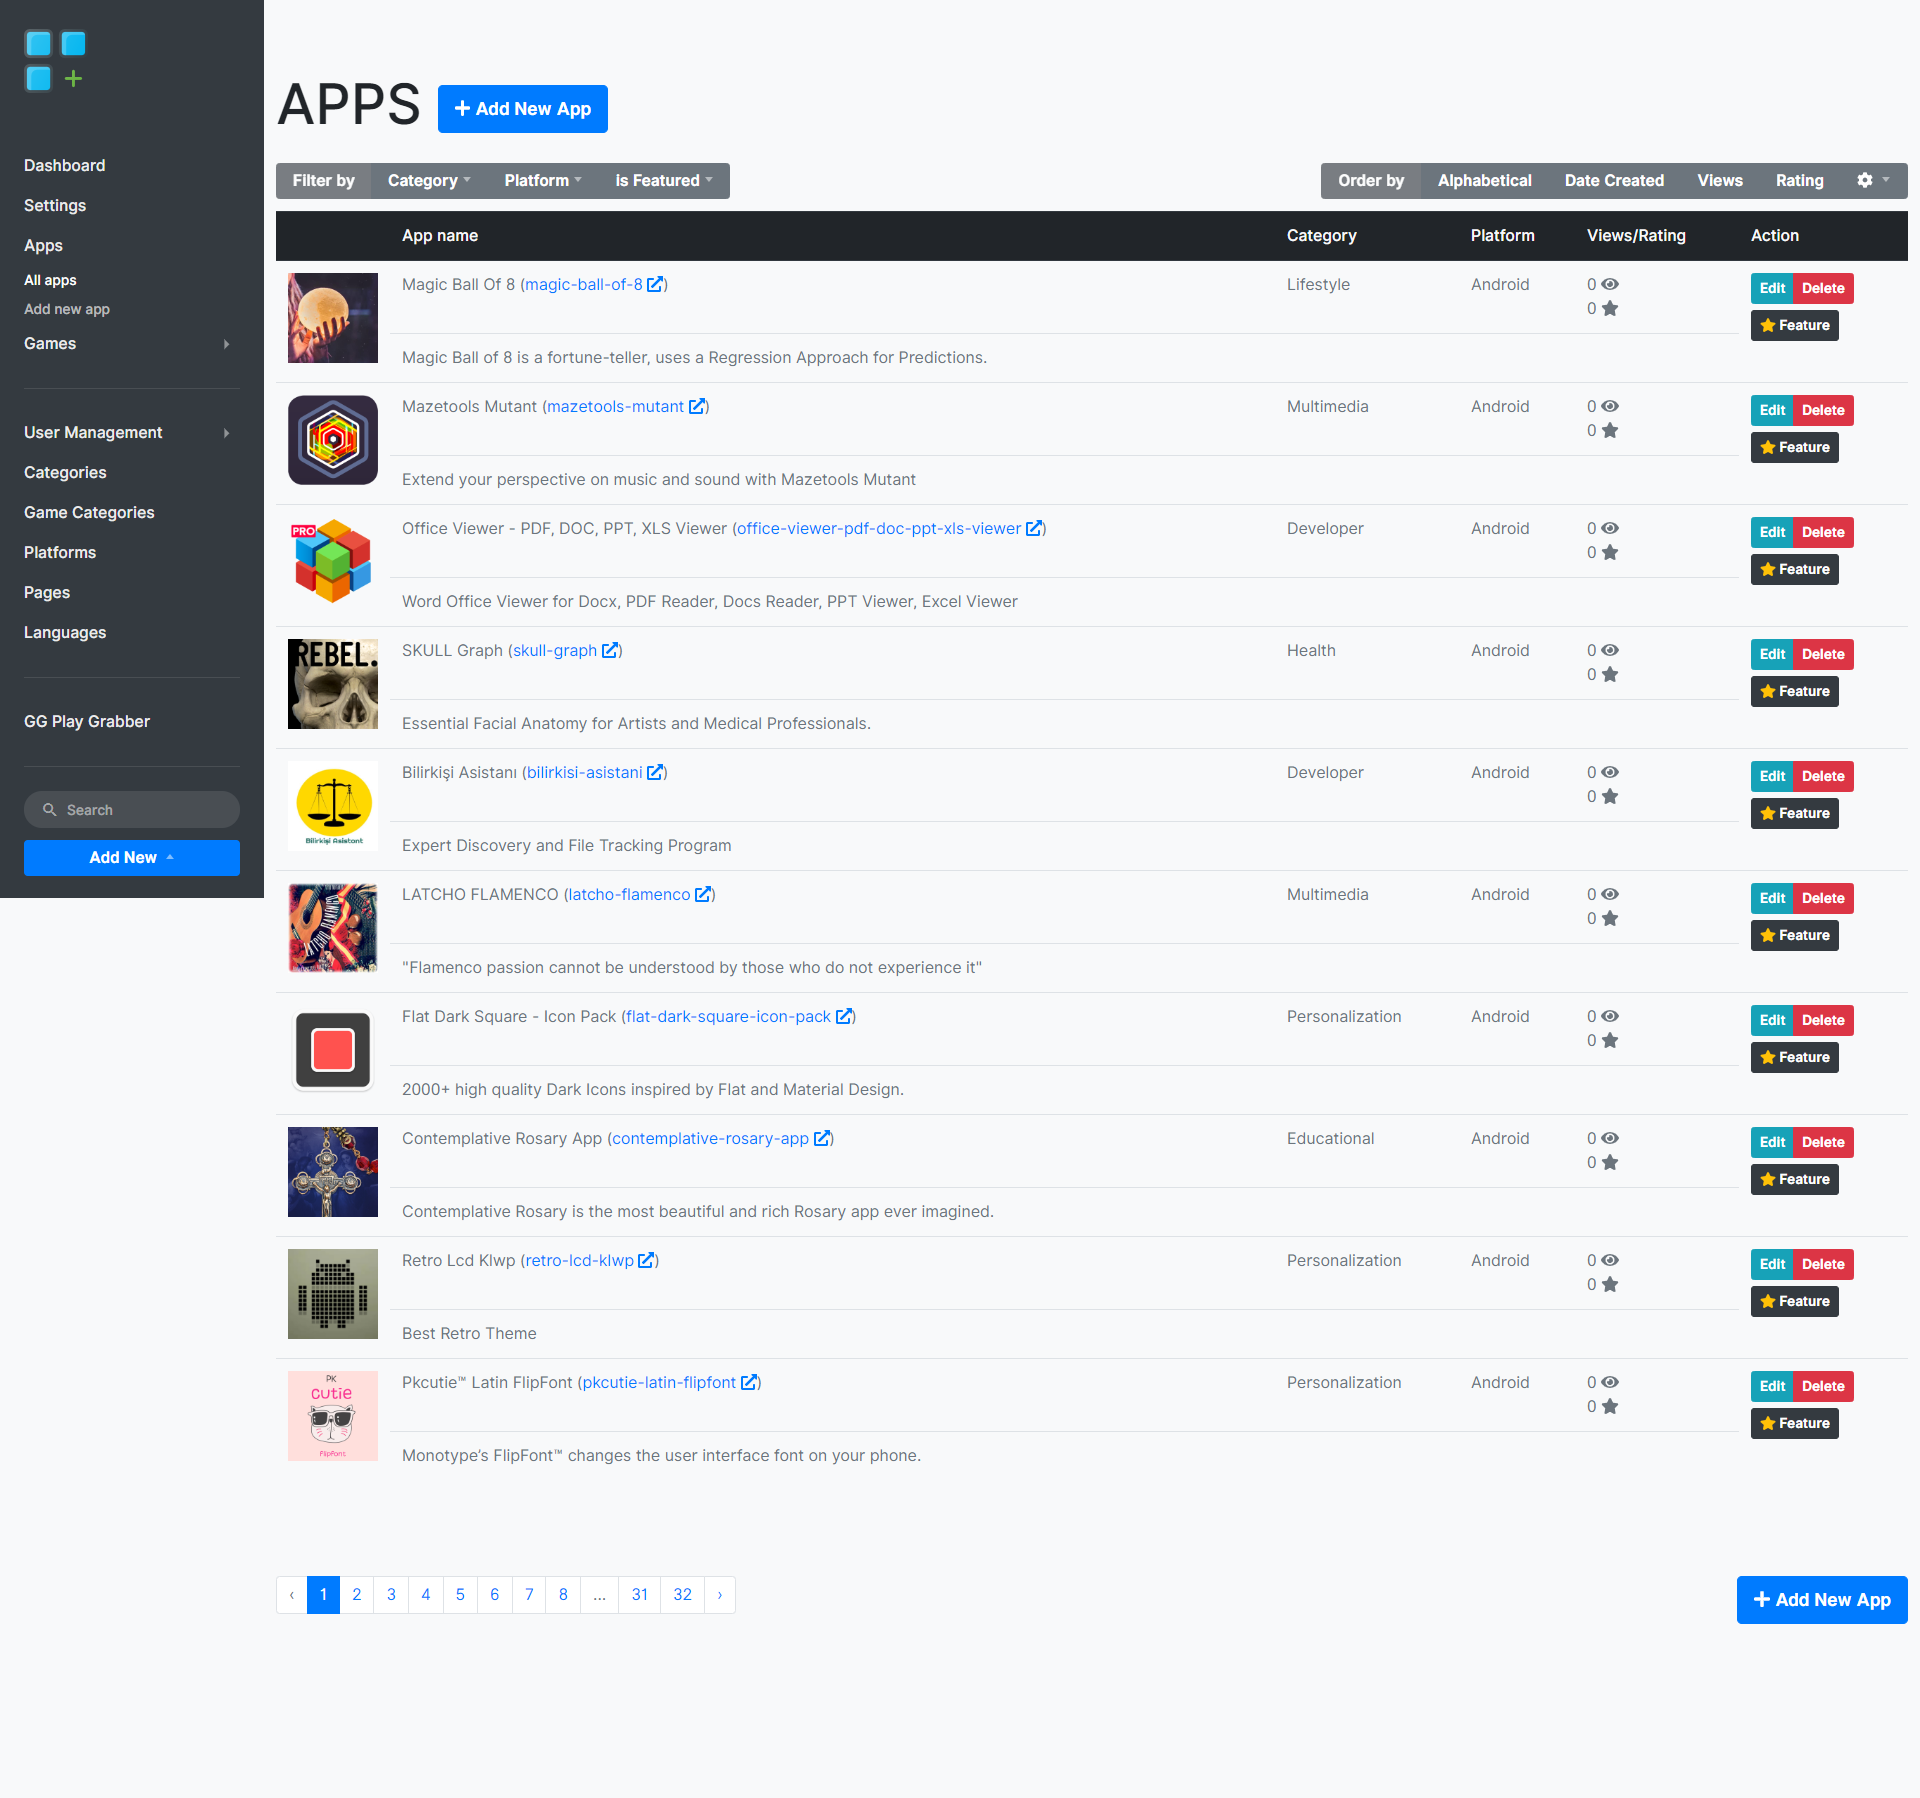 Dashboard
Settings
Apps
All apps
Add new app
Games
User Management
Categories
Game Categories
Platforms
Pages
Languages
GG Play Grabber
Search
Add New
APPS
Add New App
Filter by Category Platform is Featured
Order by Alphabetical Date Created Views Rating
App name Category Platform Views/Rating Action
Magic Ball Of 8 (magic-ball-of-8) Lifestyle Android 0 Edit Delete
0 Feature
Magic Ball of 8 is a fortune-teller, uses a Regression Approach for Predictions.
Mazetools Mutant (mazetools-mutant) Multimedia Android 0 Edit Delete
0 Feature
Extend your perspective on music and sound with Mazetools Mutant
PRO
Office Viewer - PDF, DOC, PPT, XLS Viewer (office-viewer-pdf-doc-ppt-xls-viewer) Developer Android 0 Edit Delete
0 Feature
Word Office Viewer for Docx, PDF Reader, Docs Reader, PPT Viewer, Excel Viewer
REBEL.
SKULL Graph (skull-graph) Health Android 0 Edit Delete
0 Feature
Essential Facial Anatomy for Artists and Medical Professionals.
Bilirkişi Asistanı (bilirkisi-asistani) Developer Android 0 Edit Delete
0 Feature
Bilirkişi Asistant
Expert Discovery and File Tracking Program
LATCHO FLAMENCO (latcho-flamenco) Multimedia Android 0 Edit Delete
0 Feature
"Flamenco passion cannot be understood by those who do not experience it"
Flat Dark Square - Icon Pack (flat-dark-square-icon-pack) Personalization Android 0 Edit Delete
0 Feature
2000+ high quality Dark Icons inspired by Flat and Material Design.
Contemplative Rosary App (contemplative-rosary-app) Educational Android 0 Edit Delete
0 Feature
Contemplative Rosary is the most beautiful and rich Rosary app ever imagined.
Retro Lcd Klwp (retro-lcd-klwp) Personalization Android 0 Edit Delete
0 Feature
Best Retro Theme
PK
cutie
FlipFont
Pkcutie™ Latin FlipFont (pkcutie-latin-flipfont) Personalization Android 0 Edit Delete
0 Feature
Monotype’s FlipFont™ changes the user interface font on your phone.
‹ 1 2 3 4 5 6 7 8 ... 31 32 ›
Add New App